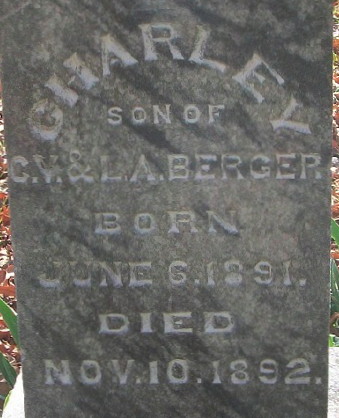 CHARLEY
SON OF
C.V. & L.A. BERGER
BORN
JUNE 6. 1891.
DIED
NOV. 10. 1892.